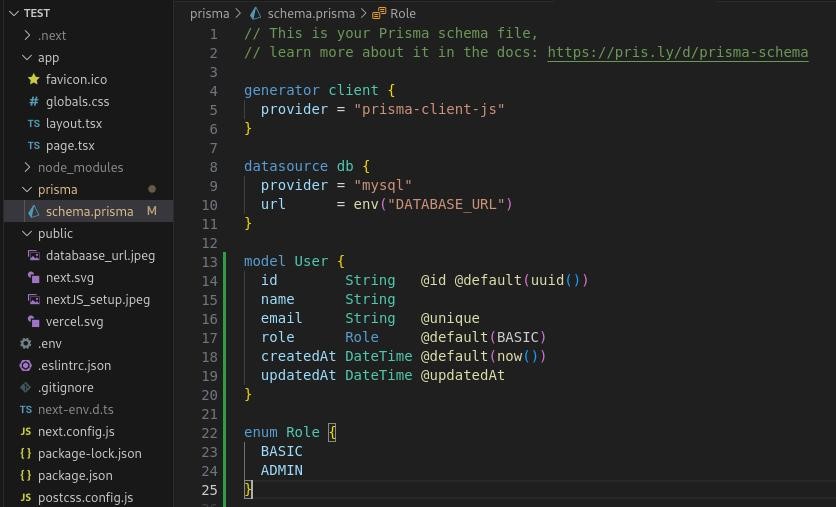 TEST
.next
app
favicon.ico
# globals.css
TS layout.tsx
TS page.tsx
node_modules
prisma
schema.prisma M
public
databaase_url.jpeg
next.svg
nextJS_setup.jpeg
vercel.svg
.env
.eslintrc.json
.gitignore
TS next-env.d.ts
JS next.config.js
{ } package-lock.json
{ } package.json
JS postcss.config.js
prisma > schema.prisma > Role
1 // This is your Prisma schema file,
2 // learn more about it in the docs: https://pris.ly/d/prisma-schema
3
4 generator client {
5   provider = "prisma-client-js"
6 }
7
8 datasource db {
9   provider = "mysql"
10   url      = env("DATABASE_URL")
11 }
12
13 model User {
14   id        String   @id @default(uuid())
15   name      String
16   email     String   @unique
17   role      Role     @default(BASIC)
18   createdAt DateTime @default(now())
19   updatedAt DateTime @updatedAt
20 }
21
22 enum Role {
23   BASIC
24   ADMIN
25 }